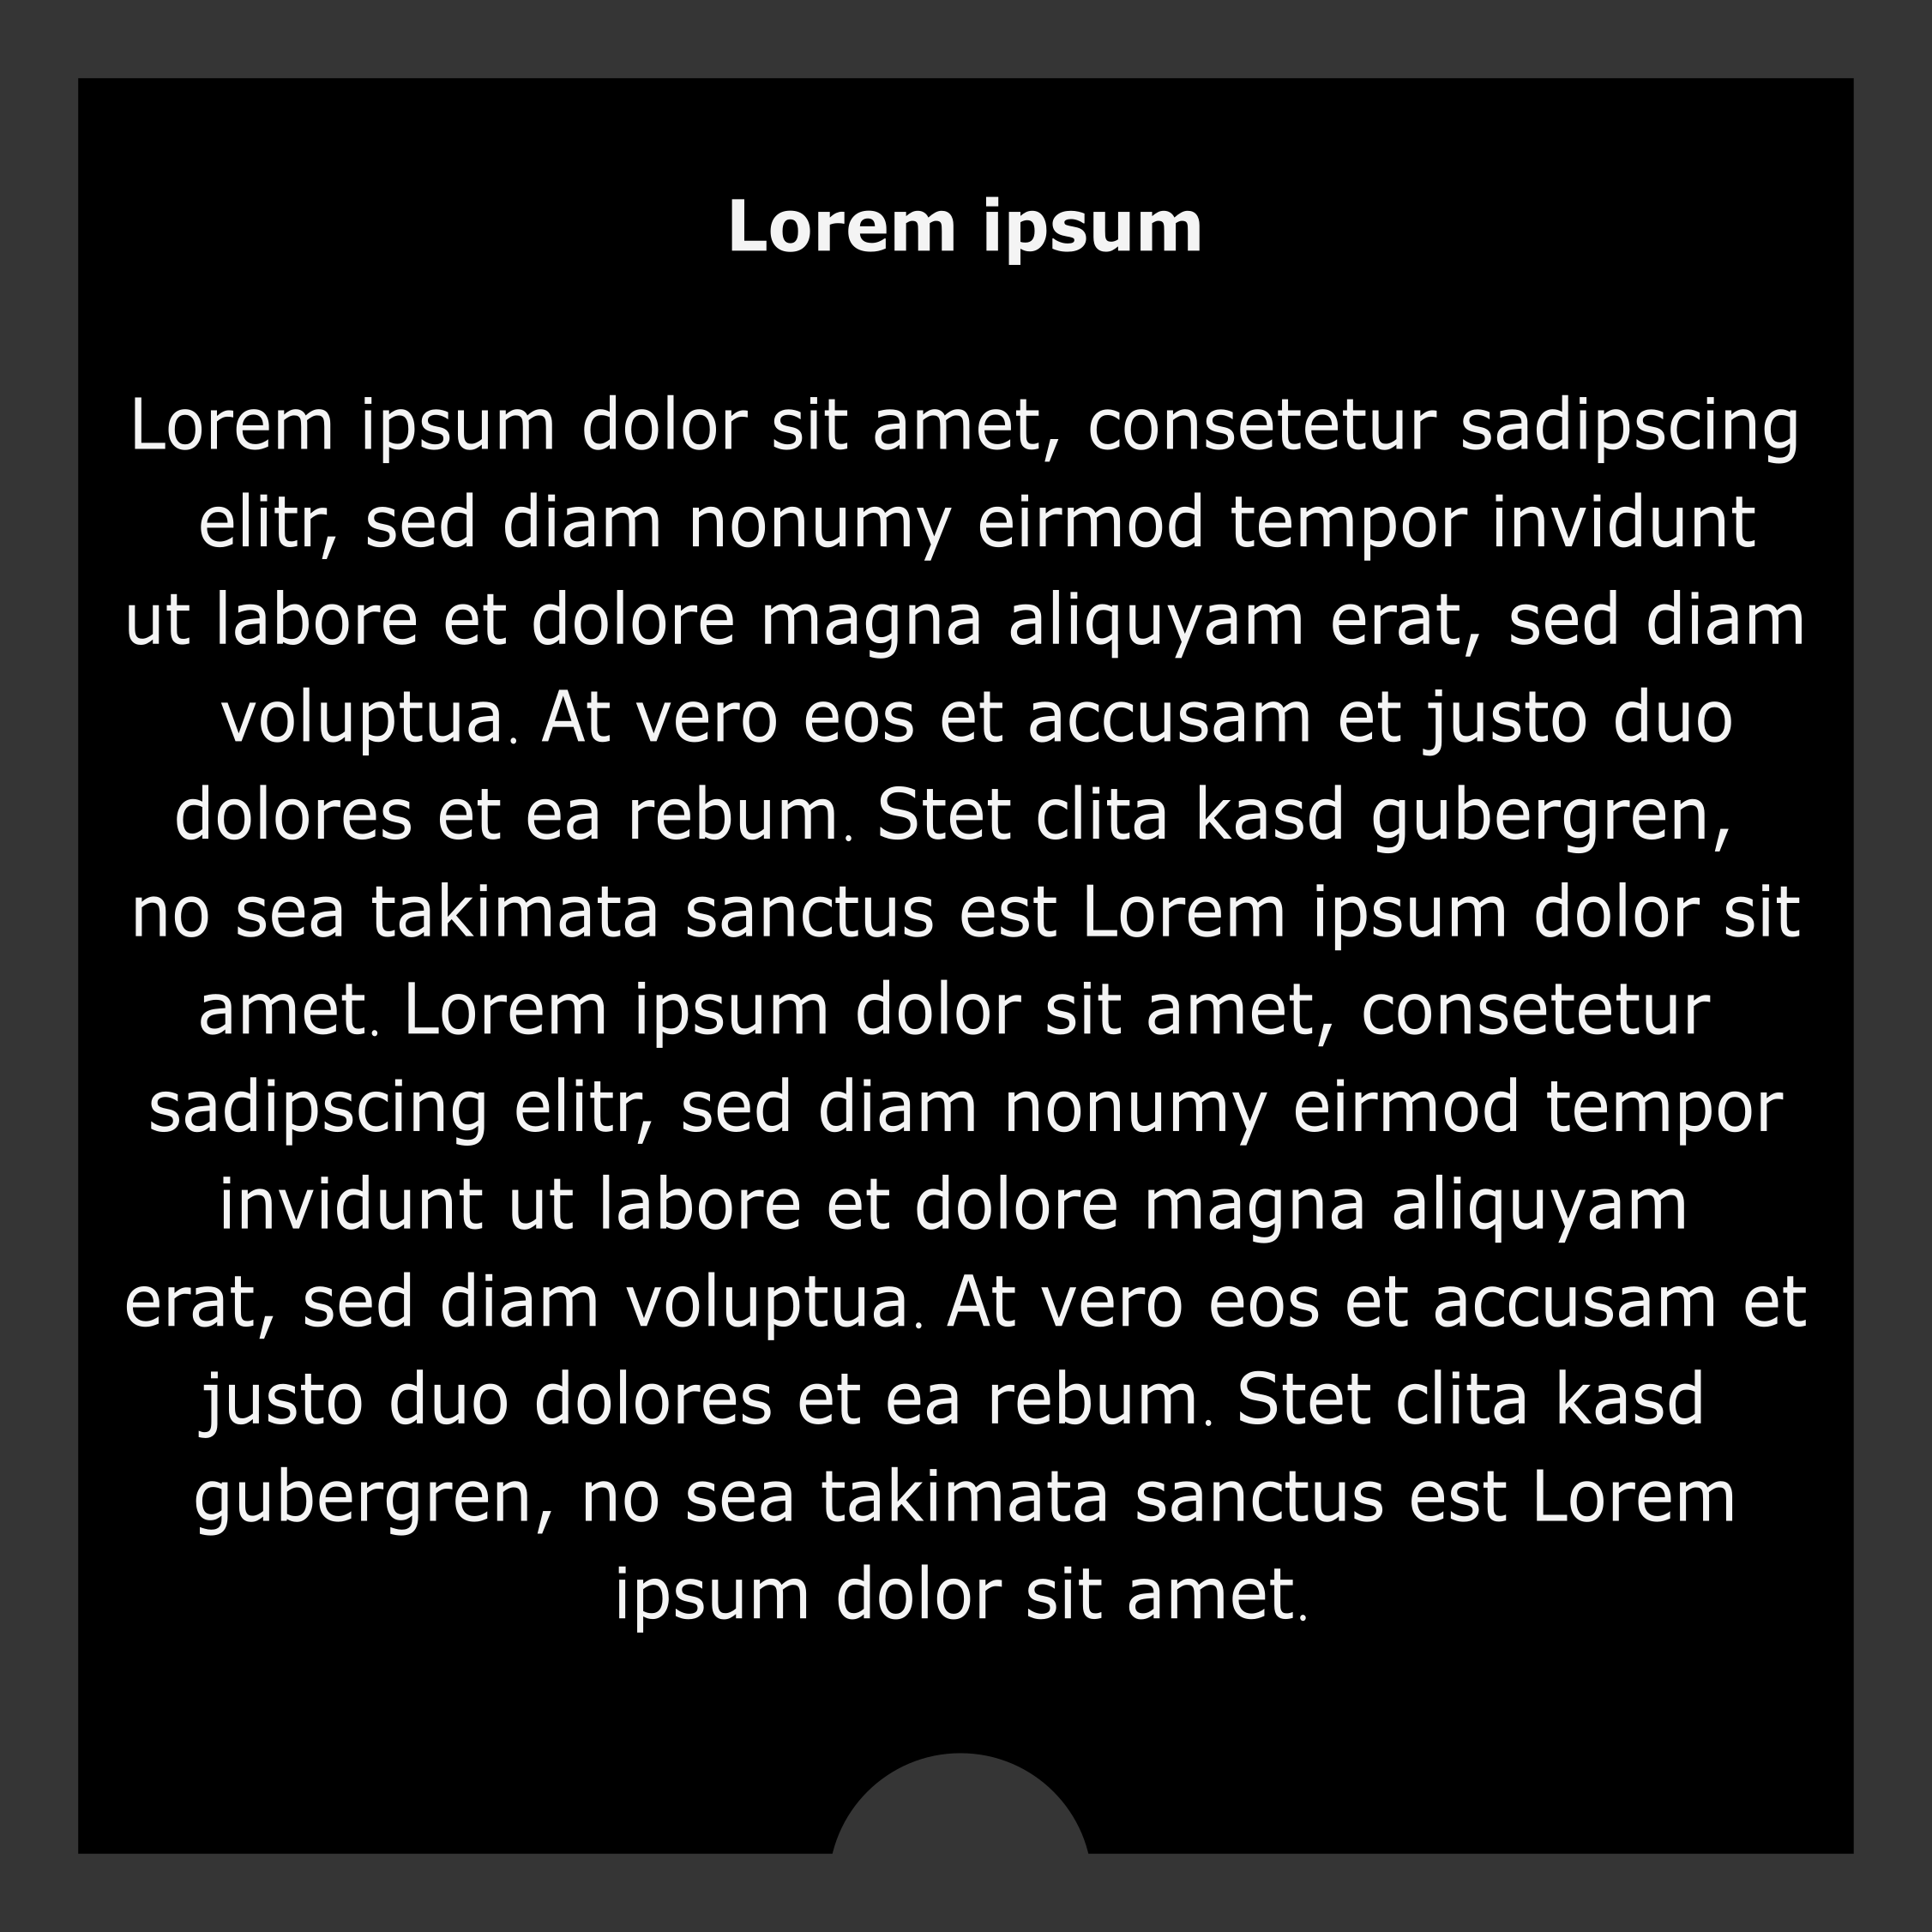 Lorem ipsum
Lorem ipsum dolor sit amet, consetetur sadipscing
elitr, sed diam nonumy eirmod tempor invidunt
ut labore et dolore magna aliquyam erat, sed diam
voluptua. At vero eos et accusam et justo duo
dolores et ea rebum. Stet clita kasd gubergren,
no sea takimata sanctus est Lorem ipsum dolor sit
amet. Lorem ipsum dolor sit amet, consetetur
sadipscing elitr, sed diam nonumy eirmod tempor
invidunt ut labore et dolore magna aliquyam
erat, sed diam voluptua. At vero eos et accusam et
justo duo dolores et ea rebum. Stet clita kasd
gubergren, no sea takimata sanctus est Lorem
ipsum dolor sit amet.